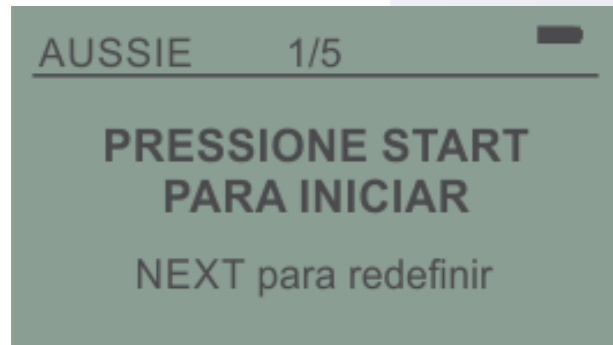 AUSSIE 1/5
PRESSIONE START
PARA INICIAR
NEXT para redefinir